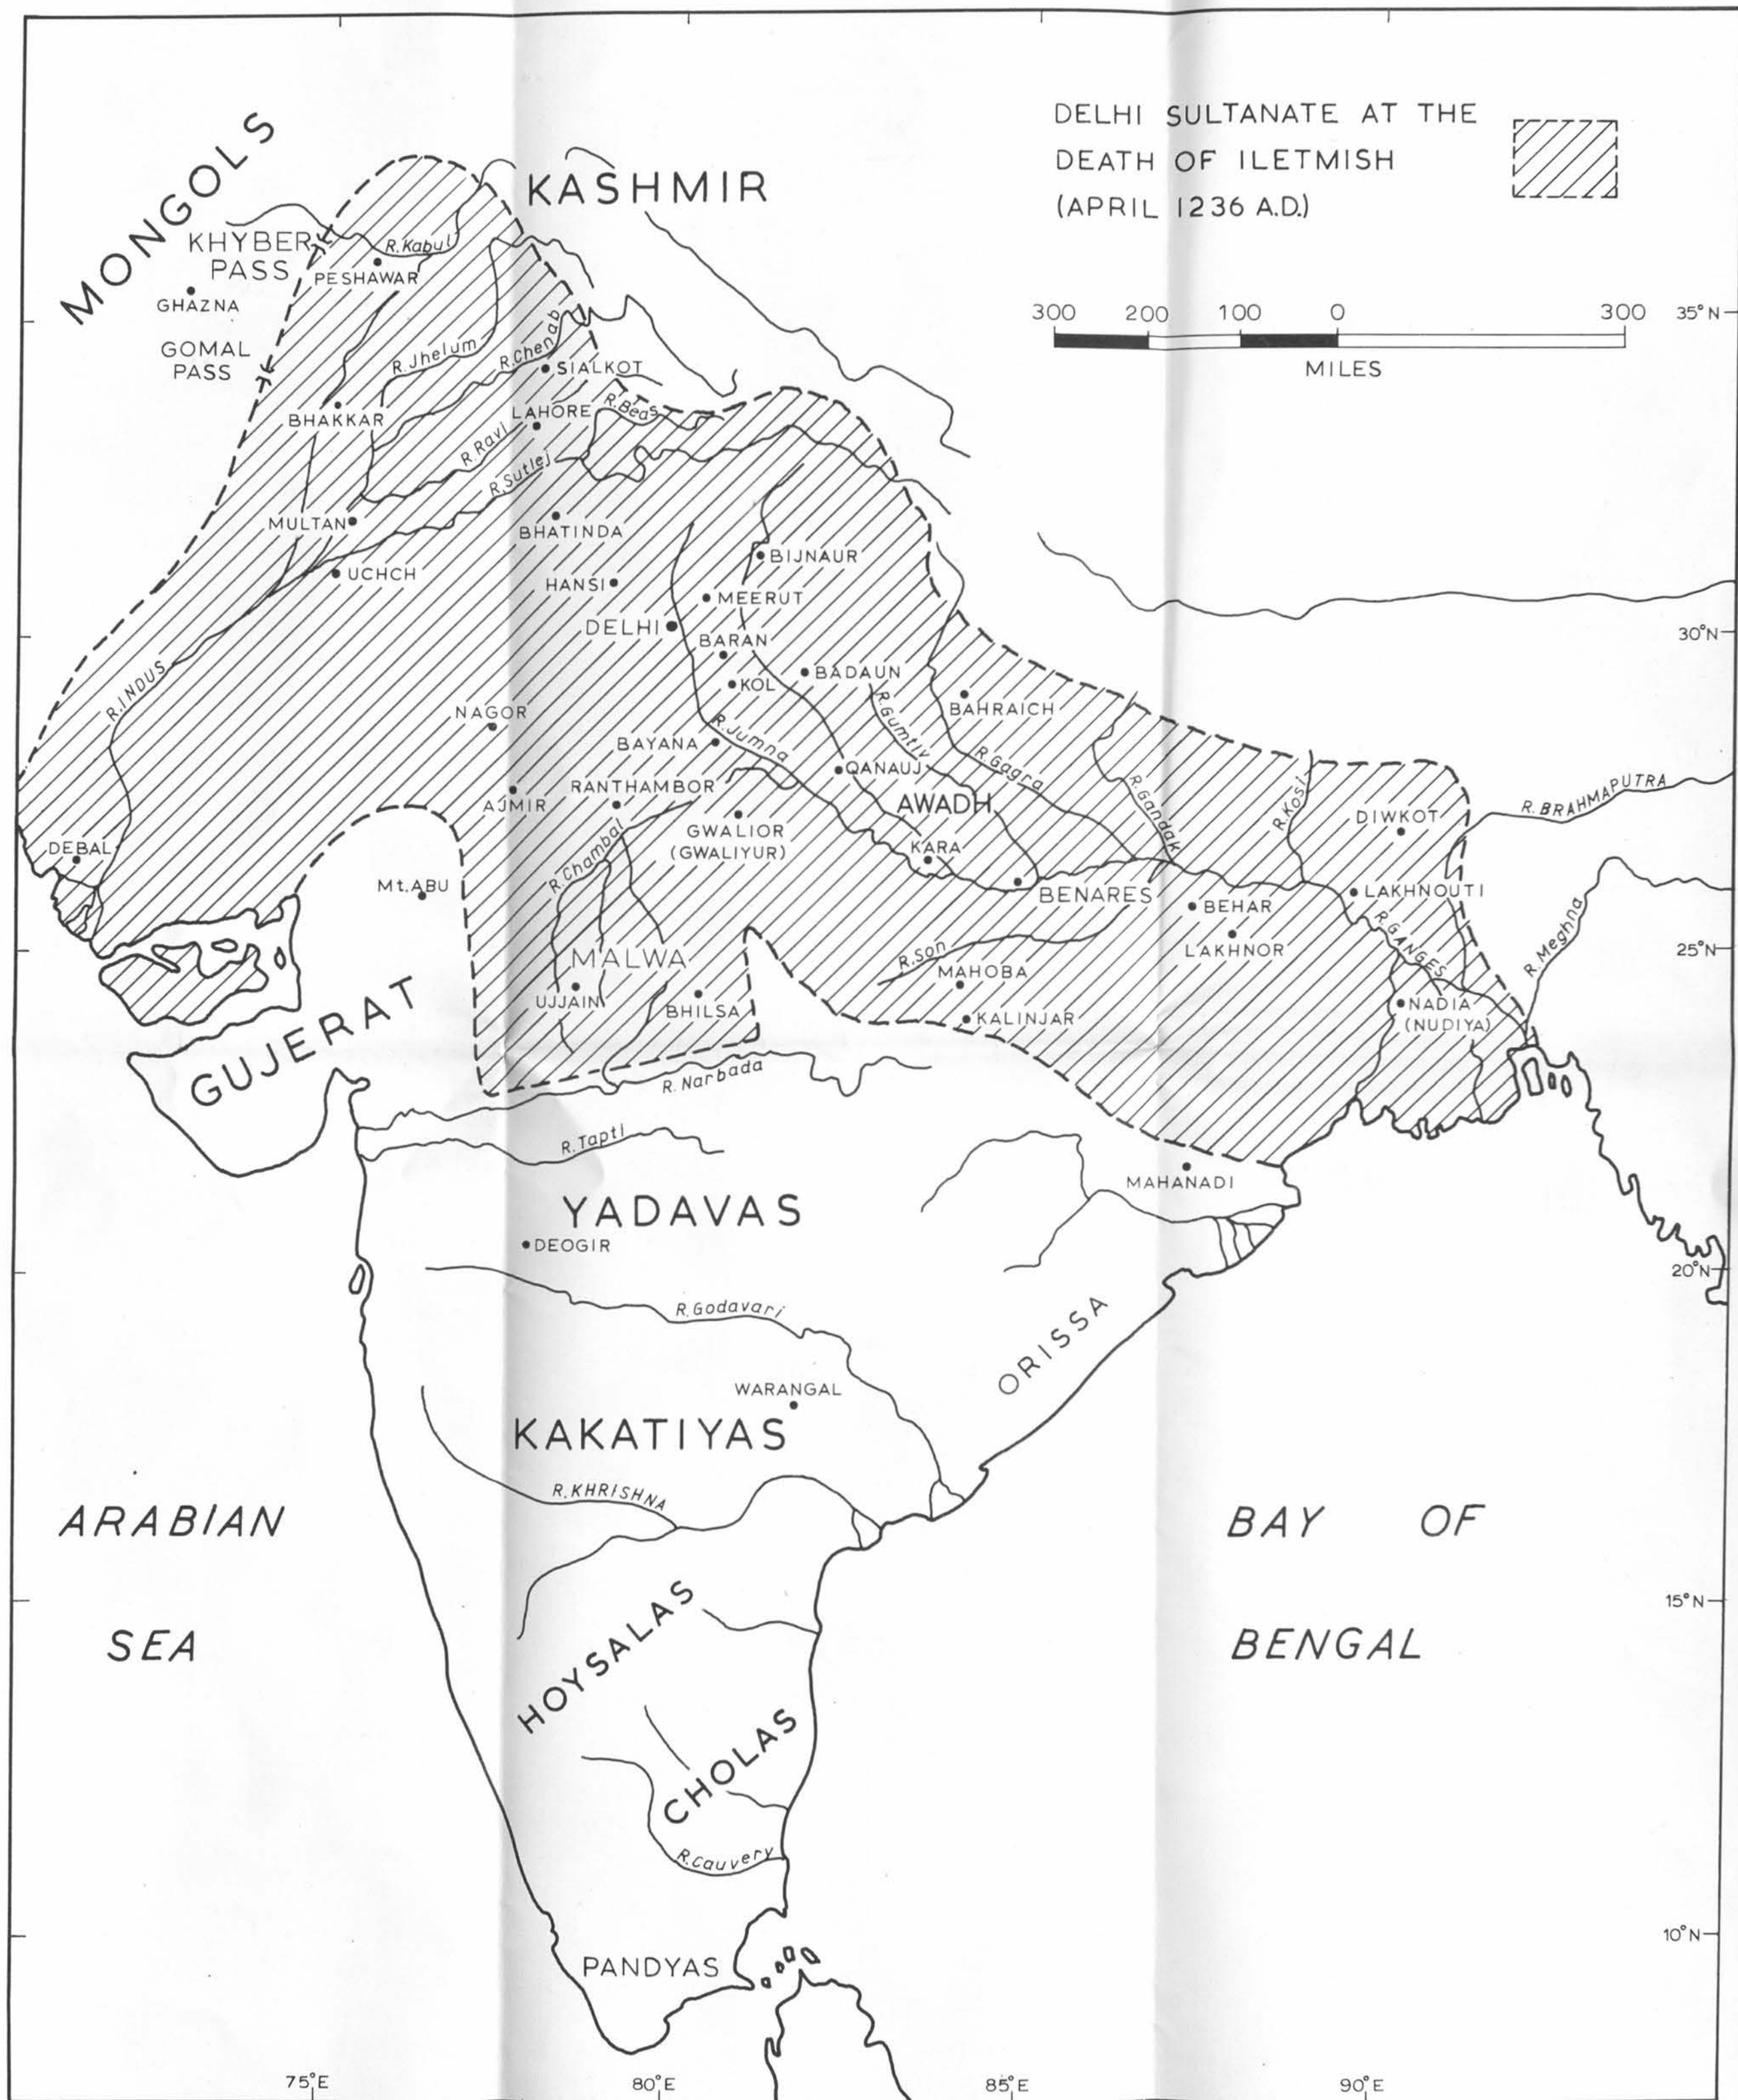 DELHI SULTANATE AT THE
DEATH OF ILETMISH
(APRIL 1236 A.D.)
MONGOLS
KASHMIR
KHYBER
PASS
R.Kabul
PESHAWAR
GHAZNA
300 200 100 0 300
MILES
35°N
GOMAL
PASS
R.Jhelum
R.Chenab
SIALKOT
BHAKKAR
LAHORE
R.Beas
R.Ravi
R.Sutlej
MULTAN
BHATINDA
BIJNAUR
UCHCH
HANSI
MEERUT
DELHI
30°N
BARAN
BADAUN
KOL
R.INDUS
NAGOR
BAHRAICH
R.Gumti
BAYANA
R.Jumna
QANAUJ
R.Gagra
R.Gandak
R.Kosi
R.BRAHMAPUTRA
AJMIR
RANTHAMBOR
AWADH
DIWKOT
GWALIOR
(GWALIYUR)
DEBAL
KARA
R.Chambal
Mt.ABU
BENARES
LAKHNOUTI
BEHAR
R.GANGES
R.Meghna
LAKHNOR
25°N
R.Son
MALWA
MAHOBA
UJJAIN
BHILSA
NADIA
(NUDIYA)
KALINJAR
GUJERAT
R.Narbada
R.Tapti
MAHANADI
YADAVAS
DEOGIR
20°N
R.Godavari
ORISSA
WARANGAL
KAKATIYAS
R.KHRISHNA
ARABIAN
SEA
BAY OF
BENGAL
15°N
HOYSALAS
CHOLAS
R.Cauvery
10°N
PANDYAS
75°E 80°E 85°E 90°E